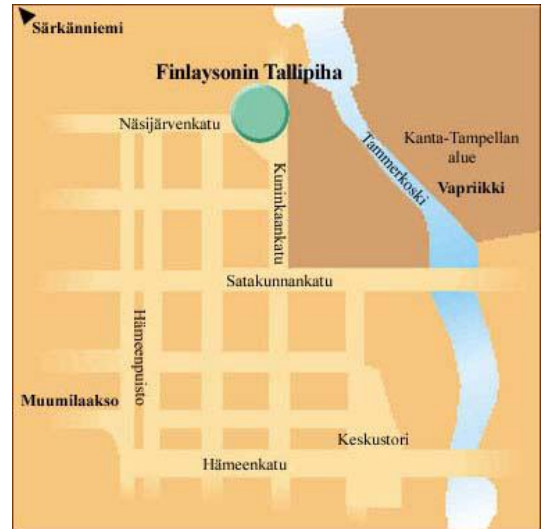 Särkänniemi
Finlaysonin Tallipiha
Näsijärvenkatu
Kanta-Tampellan
alue
Tammerkoski
Vapriikki
Kuninkaankatu
Satakunnankatu
Hämeenpuisto
Muumilaakso
Keskustori
Hämeenkatu